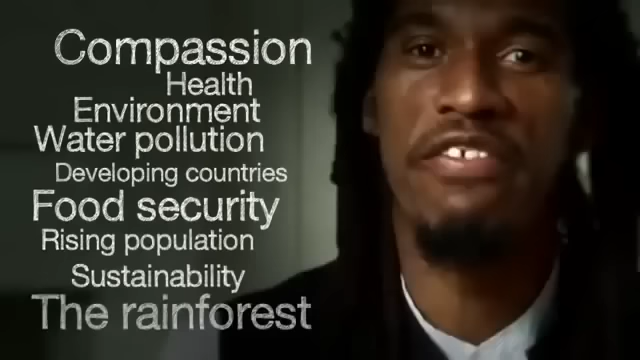 Compassion
Health
Environment
Water pollution
Developing countries
Food security
Rising population
Sustainability
The rainforest